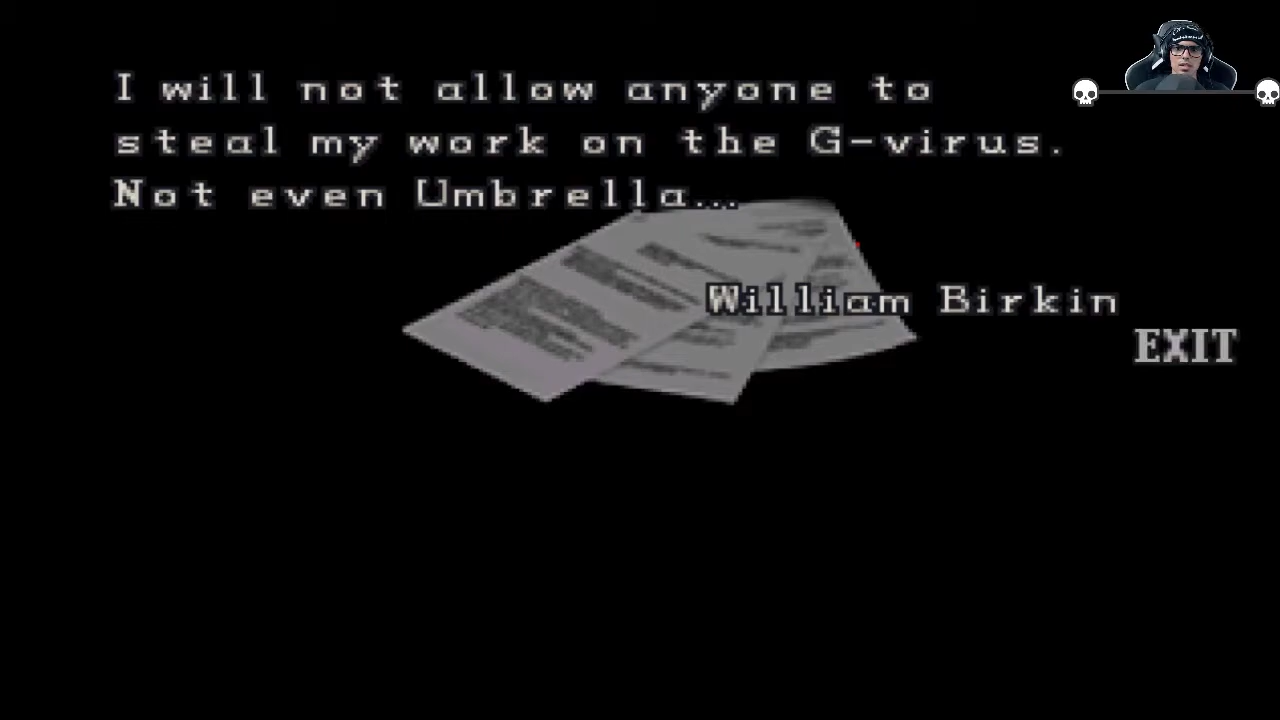 I will not allow anyone to
steal my work on the G-virus.
Not even Umbrella...
William Birkin
EXIT